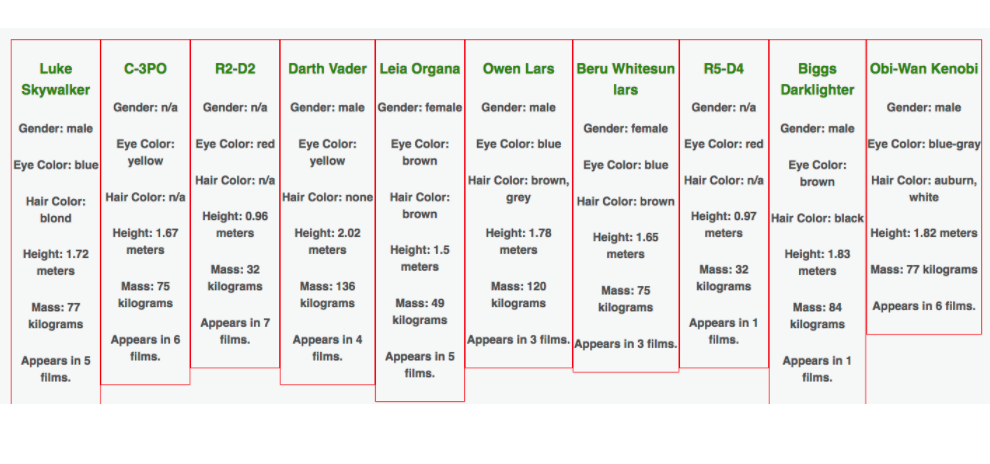 Luke
Skywalker
Gender: male
Eye Color: blue
Hair Color:
blond
Height: 1.72
meters
Mass: 77
kilograms
Appears in 5
films.
C-3PO
Gender: n/a
Eye Color:
yellow
Hair Color: n/a
Height: 1.67
meters
Mass: 75
kilograms
Appears in 6
films.
R2-D2
Gender: n/a
Eye Color: red
Hair Color: n/a
Height: 0.96
meters
Mass: 32
kilograms
Appears in 7
films.
Darth Vader
Gender: male
Eye Color:
yellow
Hair Color: none
Height: 2.02
meters
Mass: 136
kilograms
Appears in 4
films.
Leia Organa
Gender: female
Eye Color:
brown
Hair Color:
brown
Height: 1.5
meters
Mass: 49
kilograms
Appears in 5
films.
Owen Lars
Gender: male
Eye Color: blue
Hair Color: brown,
grey
Height: 1.78
meters
Mass: 120
kilograms
Appears in 3 films.
Beru Whitesun
lars
Gender: female
Eye Color: blue
Hair Color: brown
Height: 1.65
meters
Mass: 75
kilograms
Appears in 3 films.
R5-D4
Gender: n/a
Eye Color: red
Hair Color: n/a
Height: 0.97
meters
Mass: 32
kilograms
Appears in 1
films.
Biggs
Darklighter
Gender: male
Eye Color:
brown
Hair Color: black
Height: 1.83
meters
Mass: 84
kilograms
Appears in 1
films.
Obi-Wan Kenobi
Gender: male
Eye Color: blue-gray
Hair Color: auburn,
white
Height: 1.82 meters
Mass: 77 kilograms
Appears in 6 films.